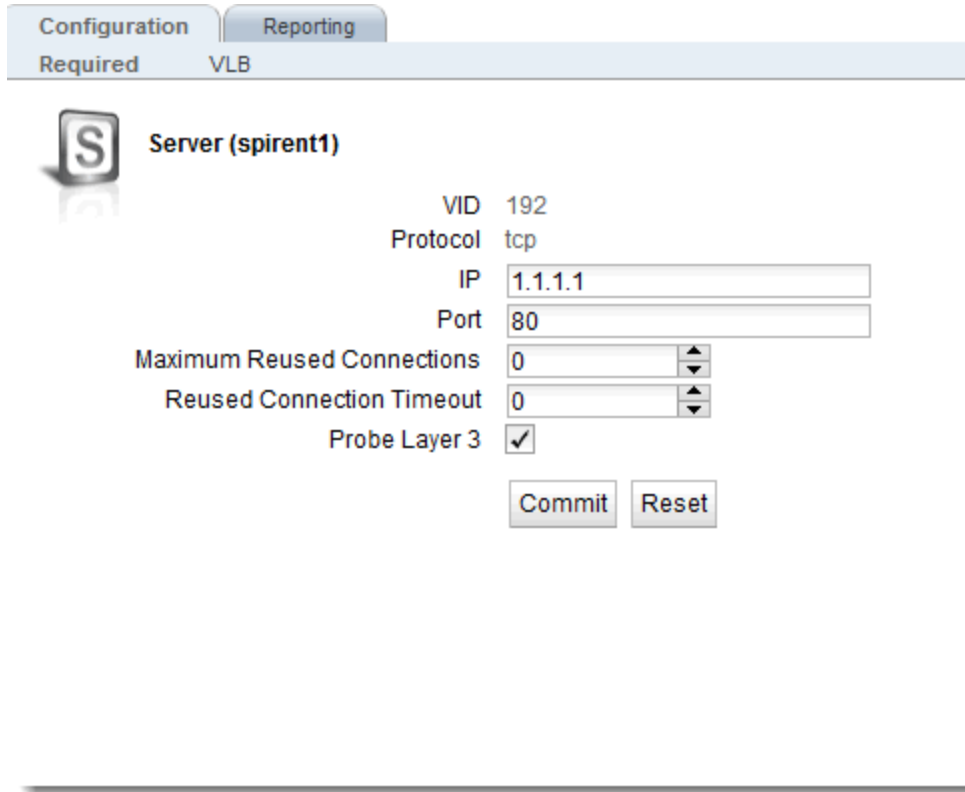 Configuration Reporting
Required VLB
S
Server (spirent1)
VID 192
Protocol tcp
IP 1.1.1.1
Port 80
Maximum Reused Connections 0
Reused Connection Timeout 0
Probe Layer 3
Commit Reset